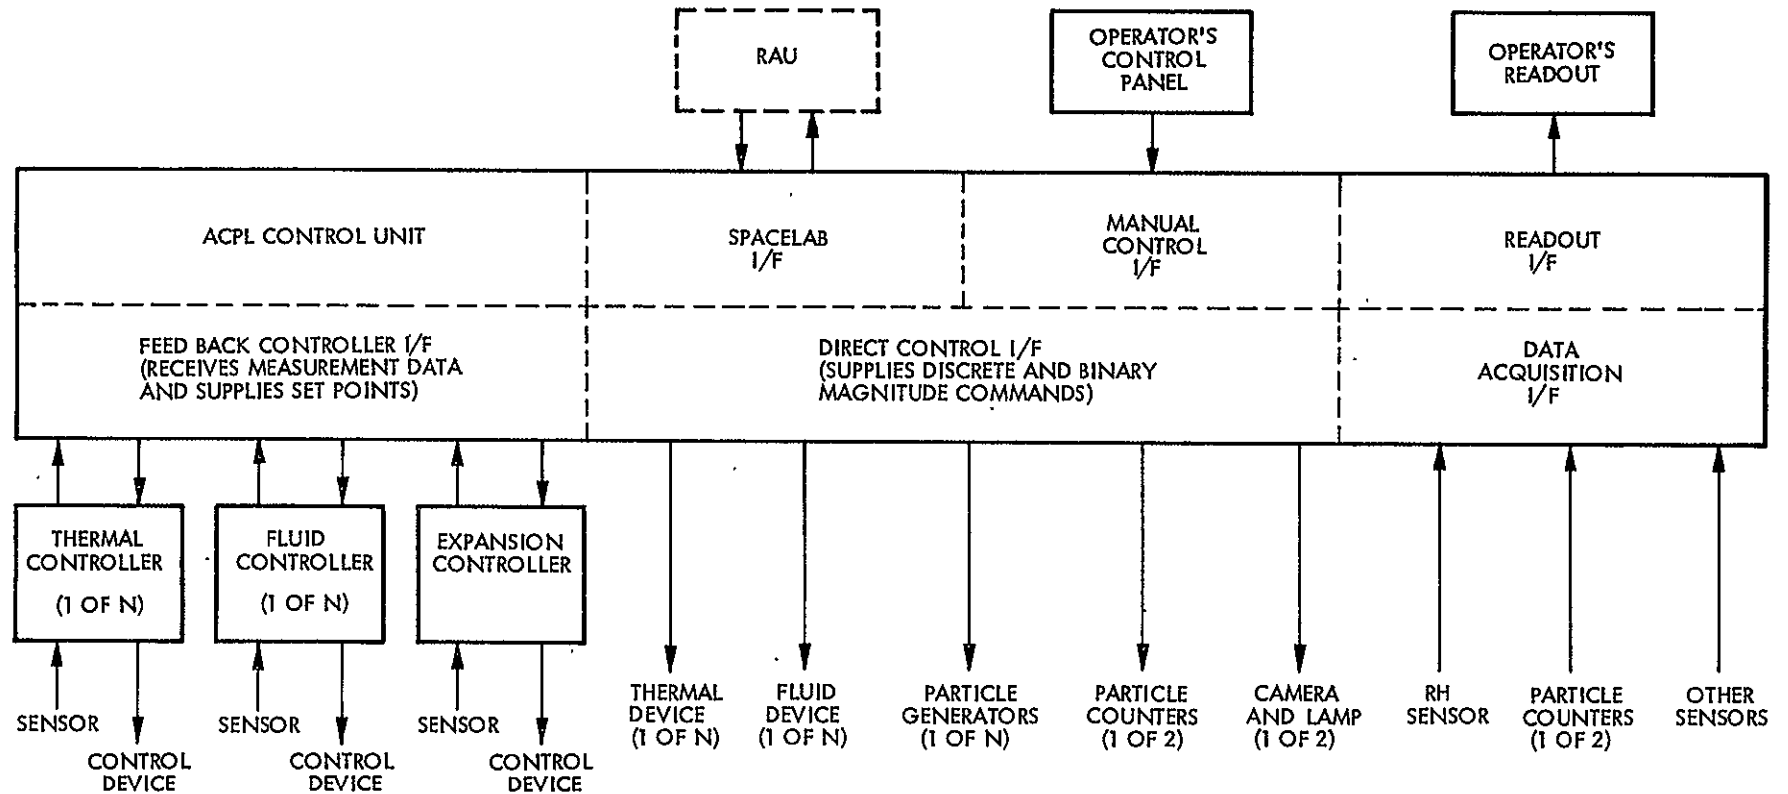 RAU
OPERATOR'S
CONTROL
PANEL
OPERATOR'S
READOUT
ACPL CONTROL UNIT
SPACELAB
I/F
MANUAL
CONTROL
I/F
READOUT
I/F
FEED BACK CONTROLLER I/F
(RECEIVES MEASUREMENT DATA
AND SUPPLIES SET POINTS)
DIRECT CONTROL I/F
(SUPPLIES DISCRETE AND BINARY
MAGNITUDE COMMANDS)
DATA
ACQUISITION
I/F
THERMAL
CONTROLLER
(1 OF N)
FLUID
CONTROLLER
(1 OF N)
EXPANSION
CONTROLLER
SENSOR
CONTROL
DEVICE
SENSOR
CONTROL
DEVICE
SENSOR
CONTROL
DEVICE
THERMAL
DEVICE
(1 OF N)
FLUID
DEVICE
(1 OF N)
PARTICLE
GENERATORS
(1 OF N)
PARTICLE
COUNTERS
(1 OF 2)
CAMERA
AND LAMP
(1 OF 2)
RH
SENSOR
PARTICLE
COUNTERS
(1 OF 2)
OTHER
SENSORS